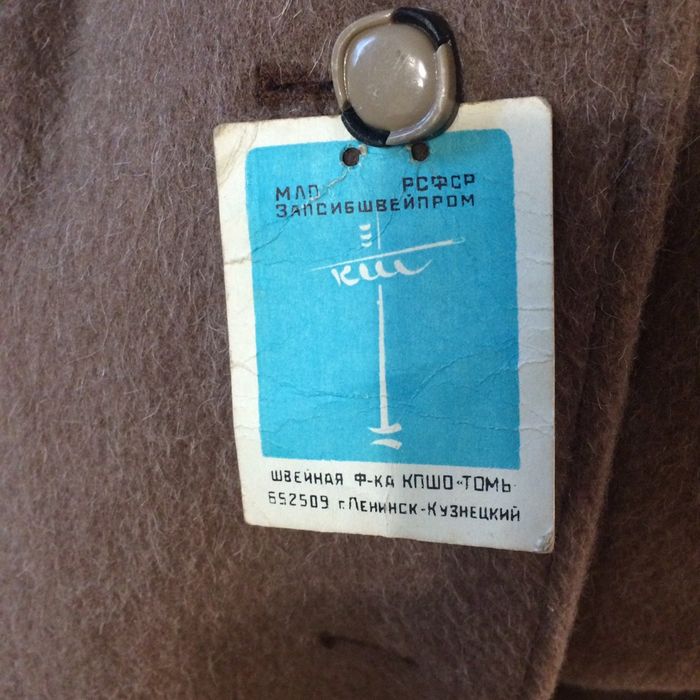 МЛП РСФСР
ЗАПСИБШВЕЙПРОМ
КШ
ШВЕЙНАЯ Ф-КА КПШО «ТОМЬ
652509 г. ЛЕНИНСК-КУЗНЕЦКИЙ